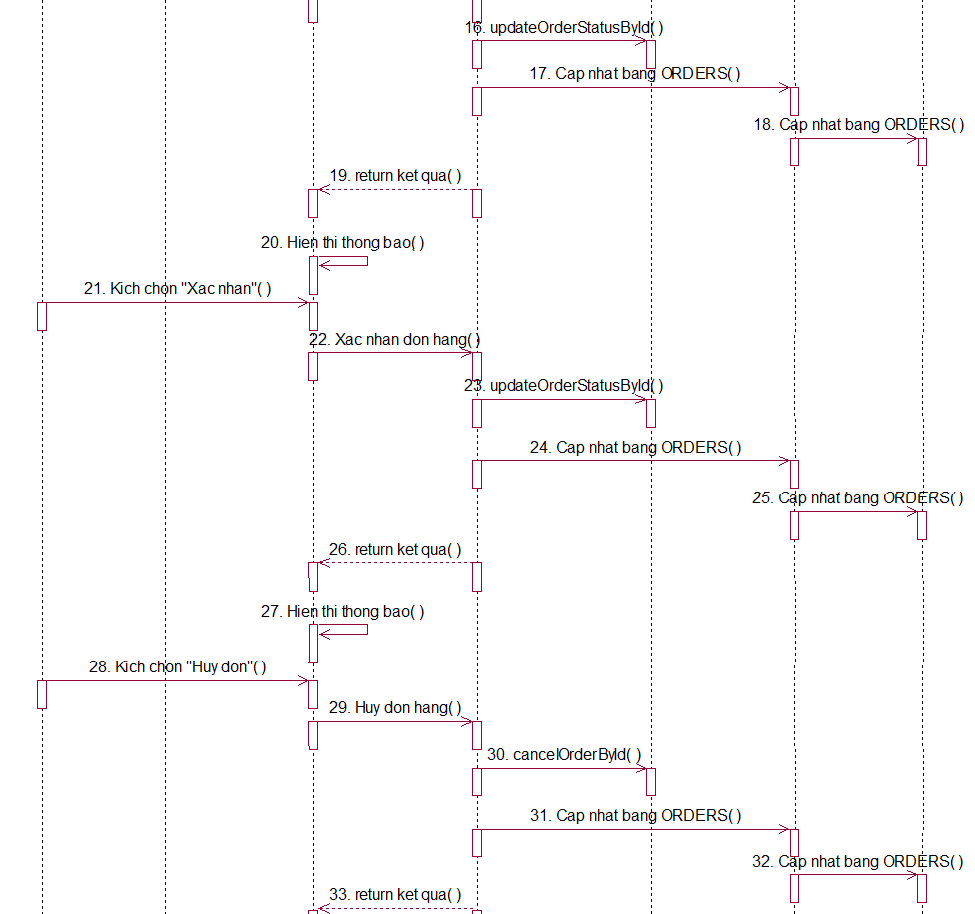 16. updateOrderStatusById( )
17. Cap nhat bang ORDERS( )
18. Cap nhat bang ORDERS( )
19. return ket qua( )
20. Hien thi thong bao( )
21. Kich chon "Xac nhan"( )
22. Xac nhan don hang( )
23. updateOrderStatusById( )
24. Cap nhat bang ORDERS( )
25. Cap nhat bang ORDERS( )
26. return ket qua( )
27. Hien thi thong bao( )
28. Kich chon "Huy don"( )
29. Huy don hang( )
30. cancelOrderById( )
31. Cap nhat bang ORDERS( )
32. Cap nhat bang ORDERS( )
33. return ket qua( )